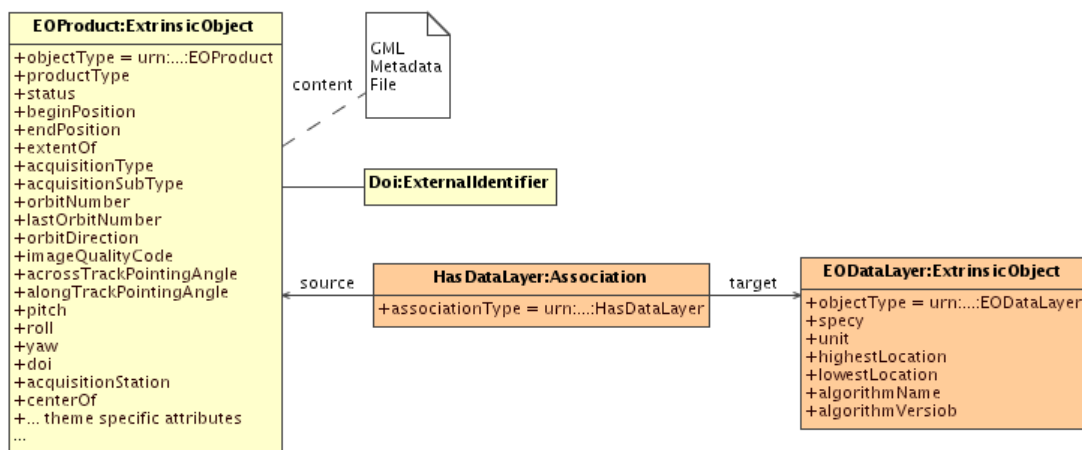 EOProduct:ExtrinsicObject
+objectType = urn:...:EOProduct
+productType
+status
+beginPosition
+endPosition
+extentOf
+acquisitionType
+acquisitionSubType
+orbitNumber
+lastOrbitNumber
+orbitDirection
+imageQualityCode
+acrossTrackPointingAngle
+alongTrackPointingAngle
+pitch
+roll
+yaw
+doi
+acquisitionStation
+centerOf
+... theme specific attributes
...
content
GML
Metadata
File
Doi:ExternalIdentifier
source
HasDataLayer:Association
+associationType = urn:...:HasDataLayer
target
EODataLayer:ExtrinsicObject
+objectType = urn:...:EODataLayer
+specy
+unit
+highestLocation
+lowestLocation
+algorithmName
+algorithmVersiob